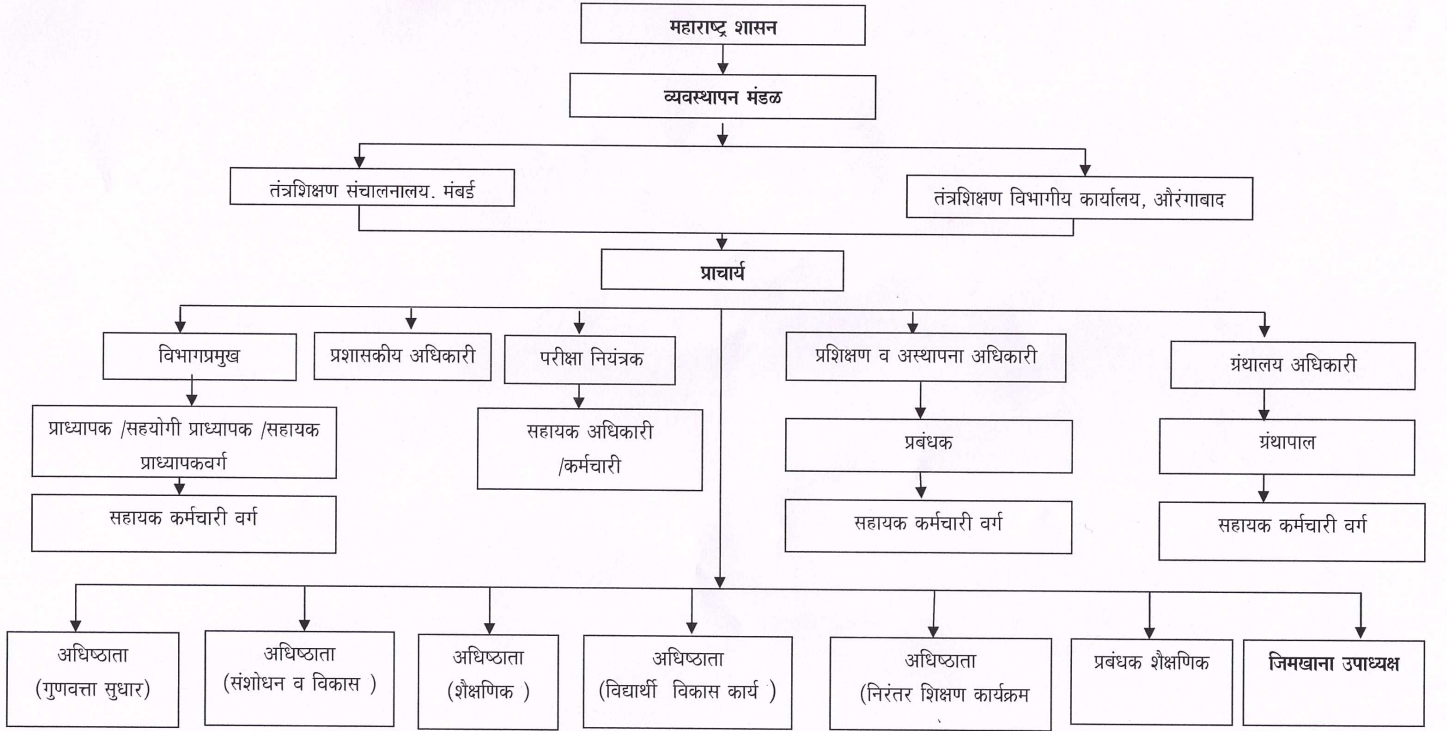 महाराष्ट्र शासन
व्यवस्थापन मंडळ
तंत्रशिक्षण संचालनालय. मंबई
तंत्रशिक्षण विभागीय कार्यालय, औरंगाबाद
प्राचार्य
विभागप्रमुख
प्रशासकीय अधिकारी
परीक्षा नियंत्रक
प्रशिक्षण व अस्थापना अधिकारी
ग्रंथालय अधिकारी
प्राध्यापक /सहयोगी प्राध्यापक /सहायक
प्राध्यापकवर्ग
सहायक अधिकारी
/कर्मचारी
प्रबंधक
ग्रंथापाल
सहायक कर्मचारी वर्ग
सहायक कर्मचारी वर्ग
सहायक कर्मचारी वर्ग
अधिष्ठाता
(गुणवत्ता सुधार)
अधिष्ठाता
(संशोधन व विकास )
अधिष्ठाता
(शैक्षणिक )
अधिष्ठाता
(विद्यार्थी विकास कार्य )
अधिष्ठाता
(निरंतर शिक्षण कार्यक्रम
प्रबंधक शैक्षणिक
जिमखाना उपाध्यक्ष